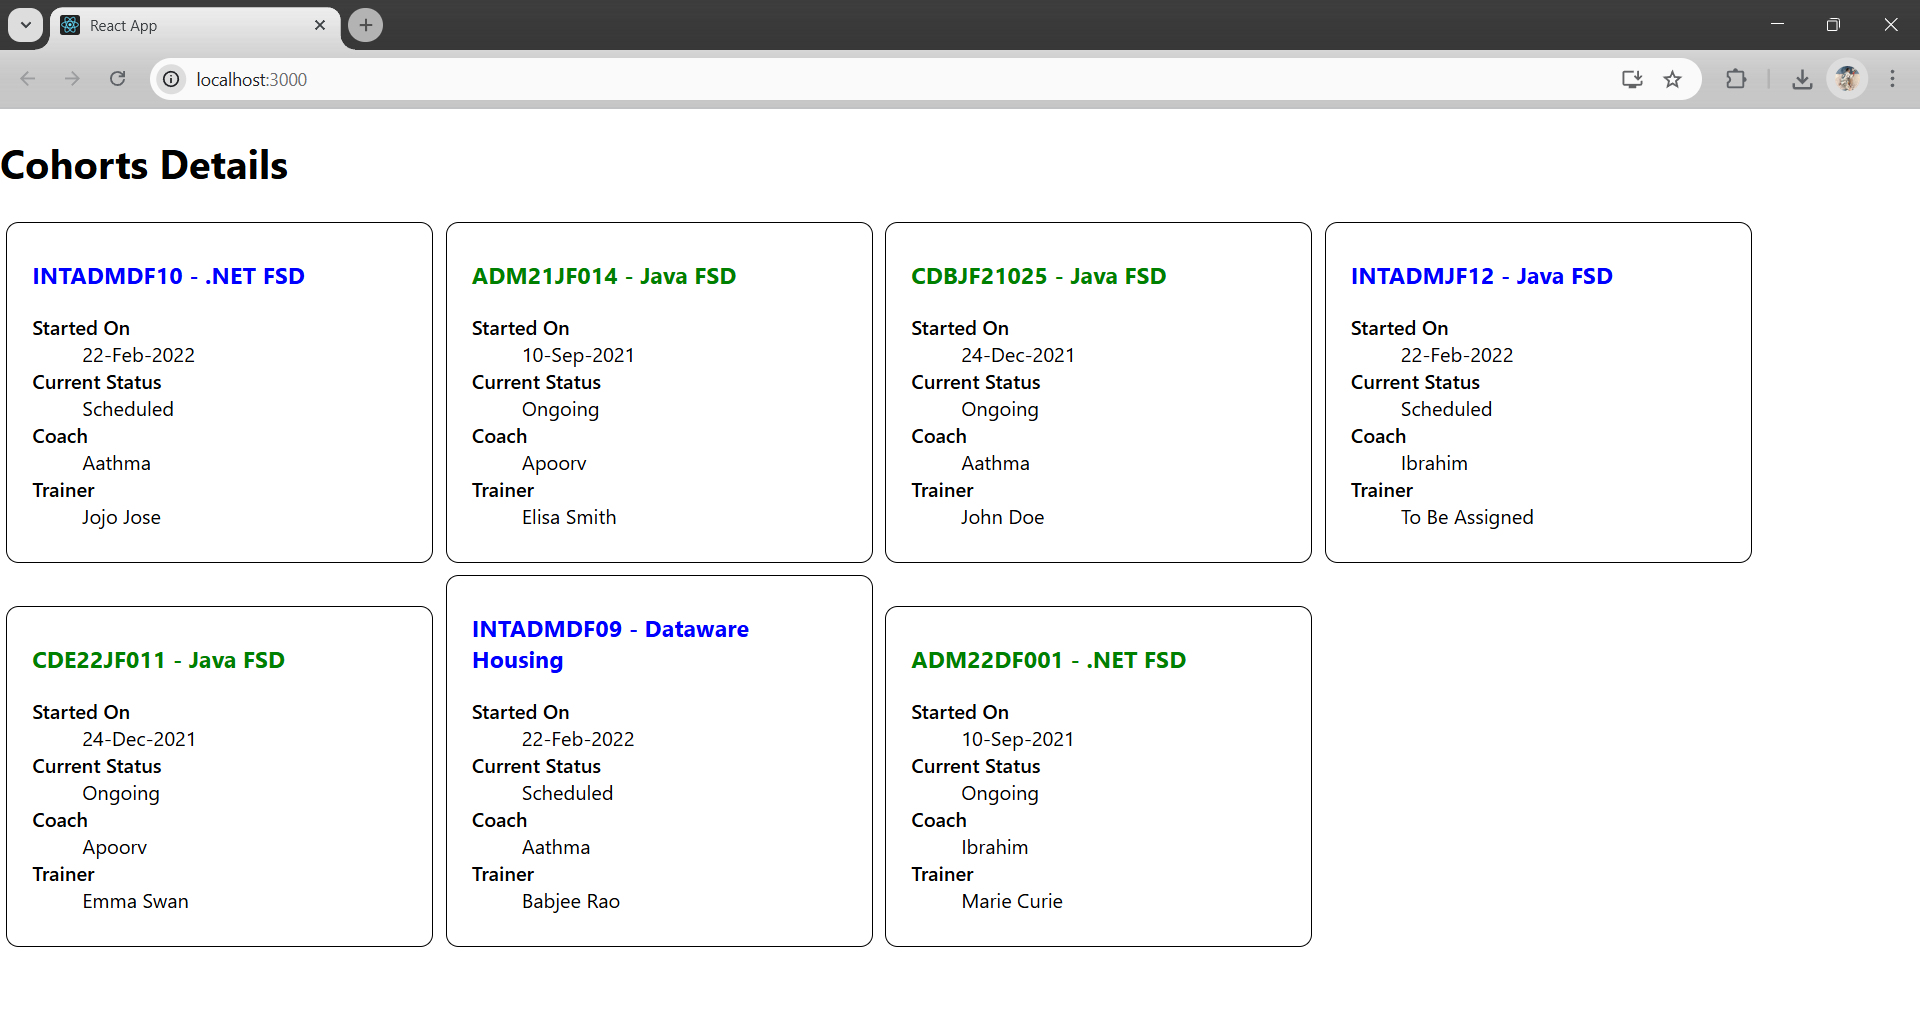 React App
localhost:3000
Cohorts Details
INTADMDF10 - .NET FSD
Started On
22-Feb-2022
Current Status
Scheduled
Coach
Aathma
Trainer
Jojo Jose
ADM21JF014 - Java FSD
Started On
10-Sep-2021
Current Status
Ongoing
Coach
Apoorv
Trainer
Elisa Smith
CDBJF21025 - Java FSD
Started On
24-Dec-2021
Current Status
Ongoing
Coach
Aathma
Trainer
John Doe
INTADMJF12 - Java FSD
Started On
22-Feb-2022
Current Status
Scheduled
Coach
Ibrahim
Trainer
To Be Assigned
CDE22JF011 - Java FSD
Started On
24-Dec-2021
Current Status
Ongoing
Coach
Apoorv
Trainer
Emma Swan
INTADMDF09 - Dataware
Housing
Started On
22-Feb-2022
Current Status
Scheduled
Coach
Aathma
Trainer
Babjee Rao
ADM22DF001 - .NET FSD
Started On
10-Sep-2021
Current Status
Ongoing
Coach
Ibrahim
Trainer
Marie Curie